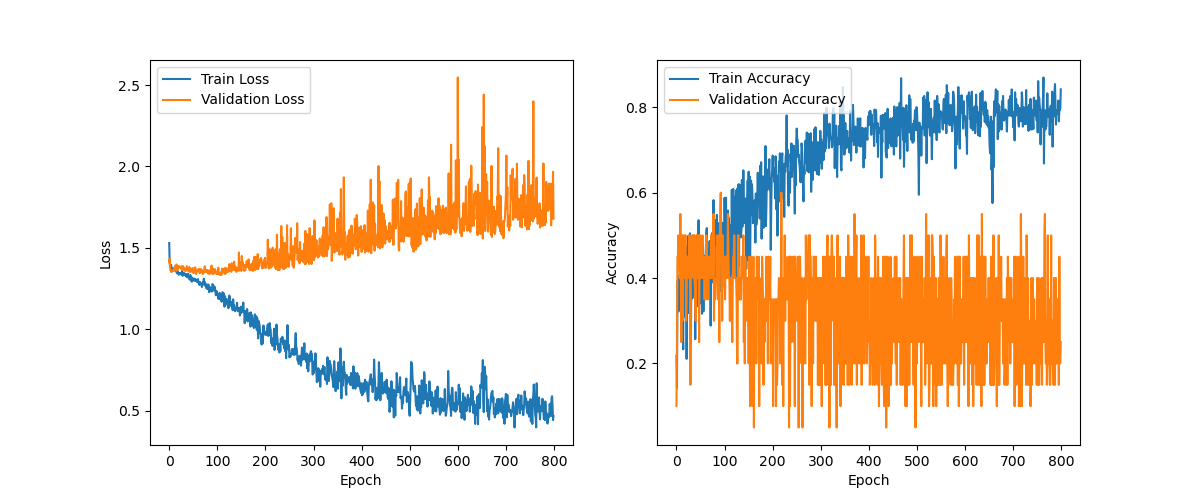 Train Loss
Validation Loss
2.5
2.0
1.5
1.0
0.5
Loss
0 100 200 300 400 500 600 700 800
Epoch
Train Accuracy
Validation Accuracy
0.8
0.6
0.4
0.2
Accuracy
0 100 200 300 400 500 600 700 800
Epoch